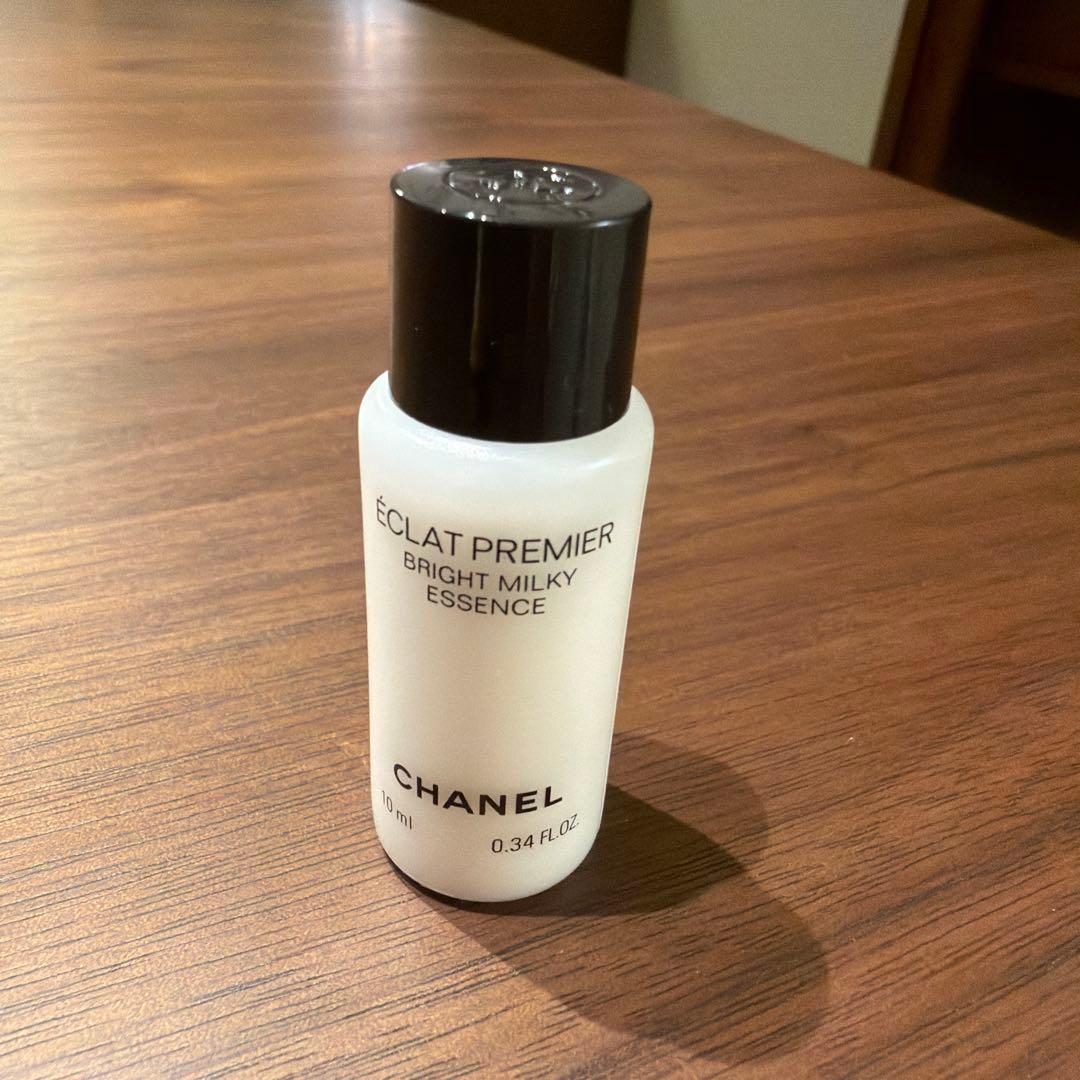 ÉCLAT PREMIER
BRIGHT MILKY
ESSENCE
CHANEL
10 ml
0.34 FL.OZ.